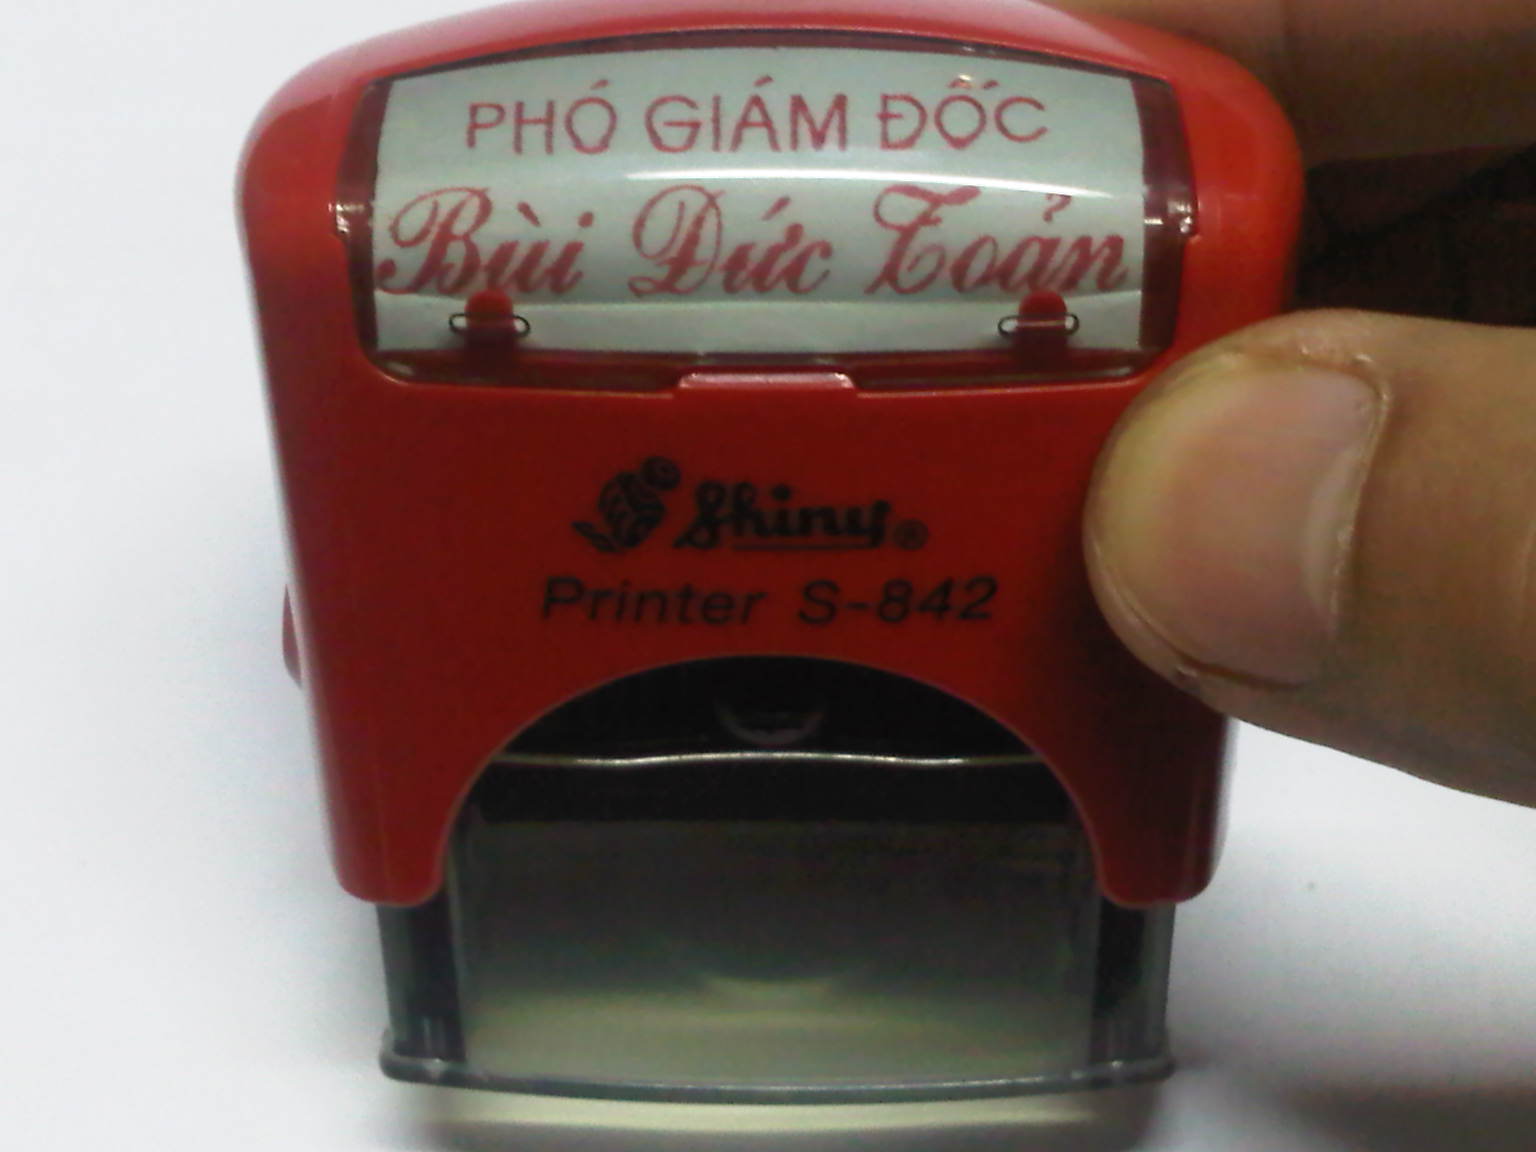 PHÓ GIÁM ĐỐC
Bùi Đức Toản
Shiny®
Printer S-842